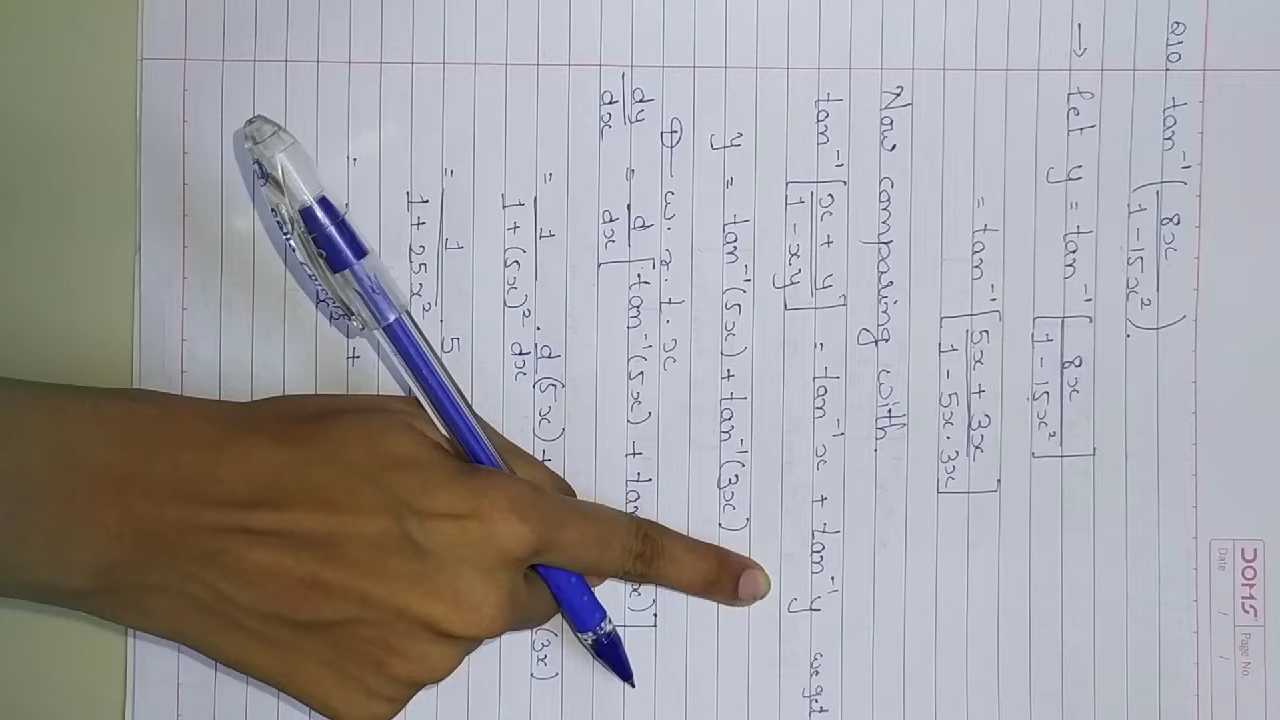 DOMS
Page No.
Date / /
Q10. tan⁻¹ (8x / 1 - 15x²).
→ Let y = tan⁻¹ [8x / 1 - 15x²]
= tan⁻¹ [5x + 3x / 1 - 5x · 3x]
Now comparing with
tan⁻¹ [x + y / 1 - xy] = tan⁻¹ x + tan⁻¹ y we get
y = tan⁻¹ (5x) + tan⁻¹ (3x)
w.r.t.x
dy/dx = d/dx [tan⁻¹ (5x) + x)]
= 1 / 1 + (5x)² · d/dx (5x) + (3x)
= 1 / 1 + 25x² · 5
= +